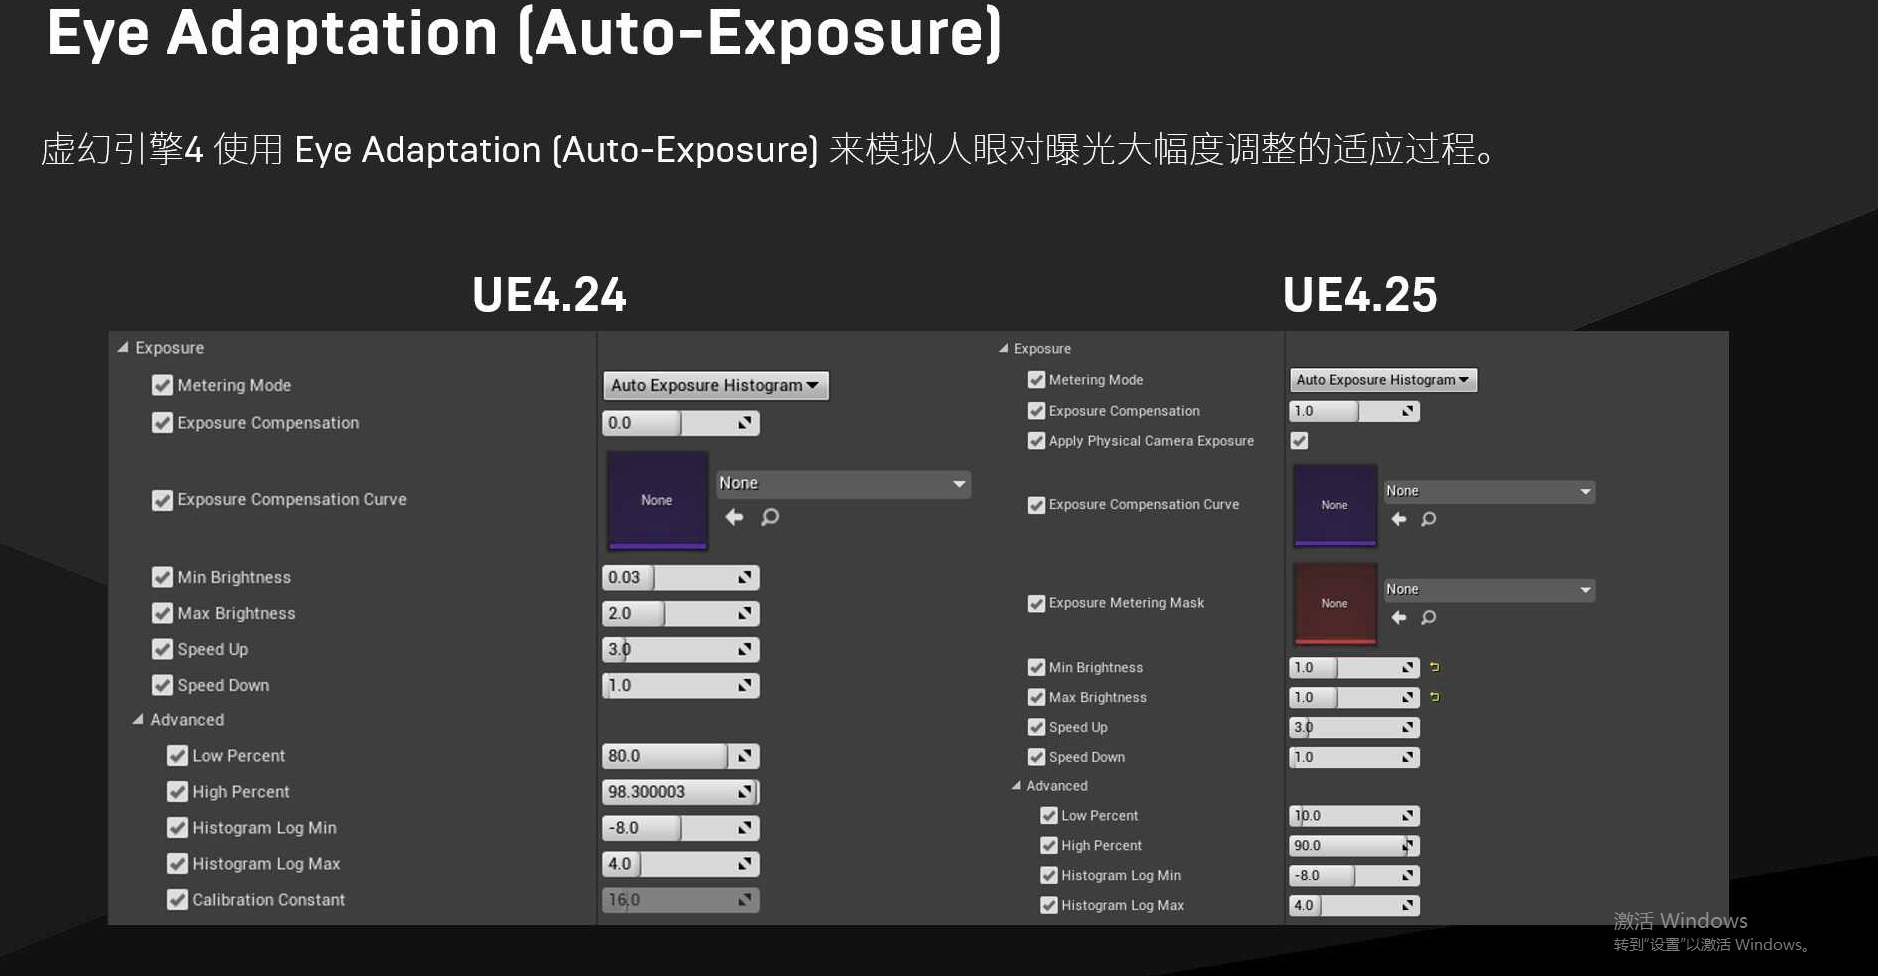 Eye Adaptation (Auto-Exposure)
虚幻引擎4 使用 Eye Adaptation (Auto-Exposure) 来模拟人眼对曝光大幅度调整的适应过程。
UE4.24
Exposure
Metering Mode Auto Exposure Histogram
Exposure Compensation 0.0
Exposure Compensation Curve None None
Min Brightness 0.03
Max Brightness 2.0
Speed Up 3.0
Speed Down 1.0
Advanced
Low Percent 80.0
High Percent 98.300003
Histogram Log Min -8.0
Histogram Log Max 4.0
Calibration Constant 16.0
UE4.25
Exposure
Metering Mode Auto Exposure Histogram
Exposure Compensation 1.0
Apply Physical Camera Exposure
Exposure Compensation Curve None None
Exposure Metering Mask None None
Min Brightness 1.0
Max Brightness 1.0
Speed Up 3.0
Speed Down 1.0
Advanced
Low Percent 10.0
High Percent 90.0
Histogram Log Min -8.0
Histogram Log Max 4.0
激活 Windows
转到“设置”以激活 Windows。